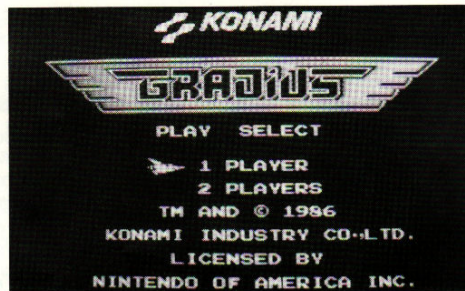 KONAMI
GRADIUS
PLAY SELECT
1 PLAYER
2 PLAYERS
TM AND © 1986
KONAMI INDUSTRY CO.,LTD.
LICENSED BY
NINTENDO OF AMERICA INC.